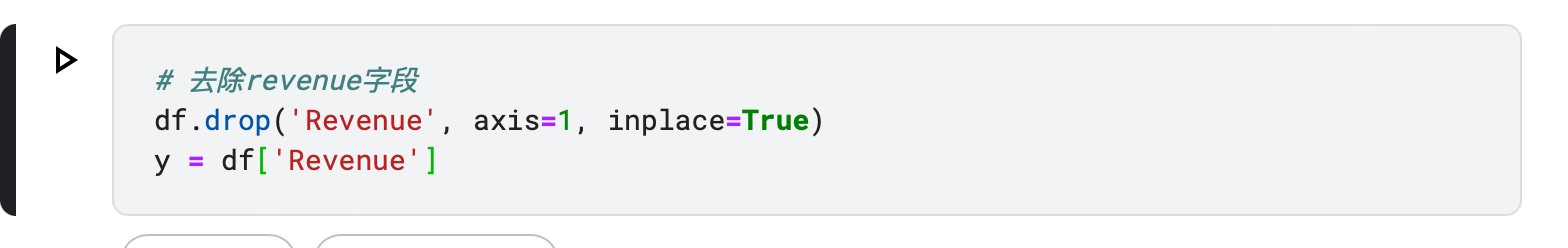 # 去除revenue字段
df.drop('Revenue', axis=1, inplace=True)
y = df['Revenue']